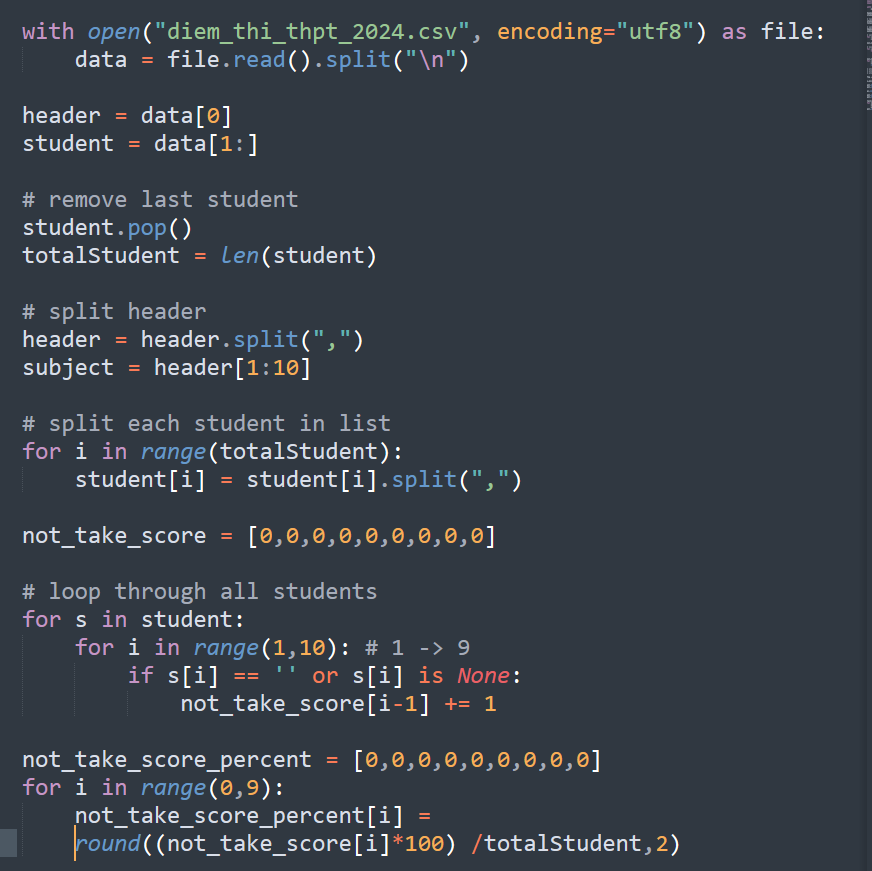 with open("diem_thi_thpt_2024.csv", encoding="utf8") as file:
    data = file.read().split("\n")

header = data[0]
student = data[1:]

# remove last student
student.pop()
totalStudent = len(student)

# split header
header = header.split(",")
subject = header[1:10]

# split each student in list
for i in range(totalStudent):
    student[i] = student[i].split(",")

not_take_score = [0,0,0,0,0,0,0,0,0]

# loop through all students
for s in student:
    for i in range(1,10): # 1 -> 9
        if s[i] == '' or s[i] is None:
            not_take_score[i-1] += 1

not_take_score_percent = [0,0,0,0,0,0,0,0,0]
for i in range(0,9):
    not_take_score_percent[i] =
    round((not_take_score[i]*100) /totalStudent,2)